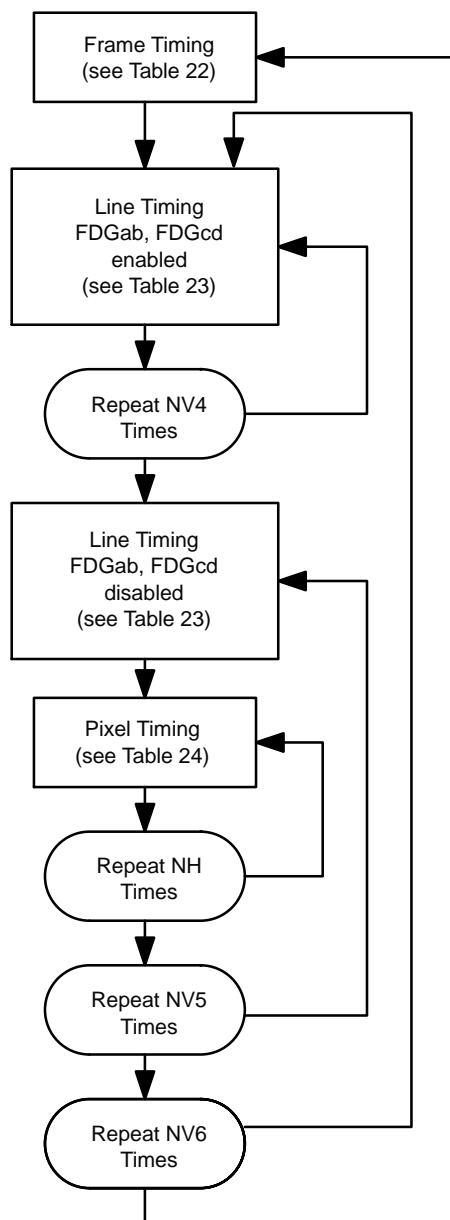 Frame Timing
(see Table 22)
Line Timing
FDGab, FDGcd
enabled
(see Table 23)
Repeat NV4
Times
Line Timing
FDGab, FDGcd
disabled
(see Table 23)
Pixel Timing
(see Table 24)
Repeat NH
Times
Repeat NV5
Times
Repeat NV6
Times